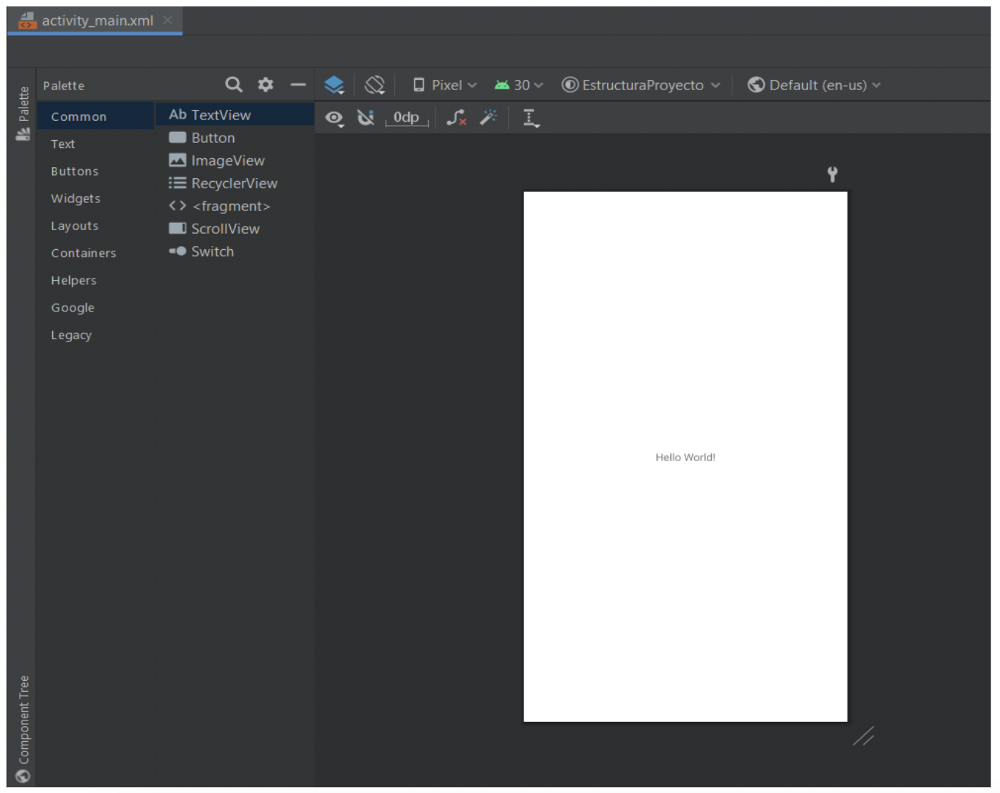 activity_main.xml
Palette
Palette
Pixel
30
EstructuraProyecto
Default (en-us)
0dp
Common
Text
Buttons
Widgets
Layouts
Containers
Helpers
Google
Legacy
Ab TextView
Button
ImageView
RecyclerView
<fragment>
ScrollView
Switch
Hello World!
Component Tree